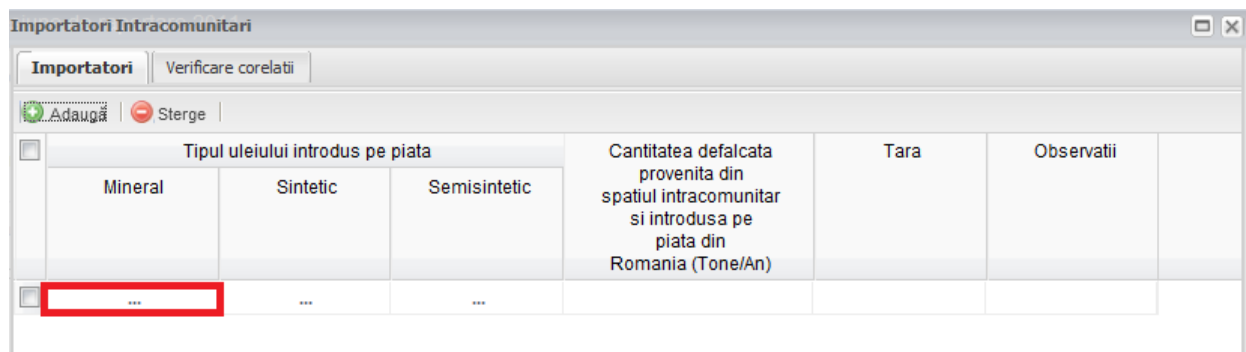 Importatori Intracomunitari
Importatori Verificare corelatii
Adaugă Sterge
Tipul uleiului introdus pe piata
Mineral Sintetic Semisintetic
Cantitatea defalcata
provenita din
spatiul intracomunitar
si introdusa pe
piata din
Romania (Tone/An)
Tara
Observatii
... ... ...